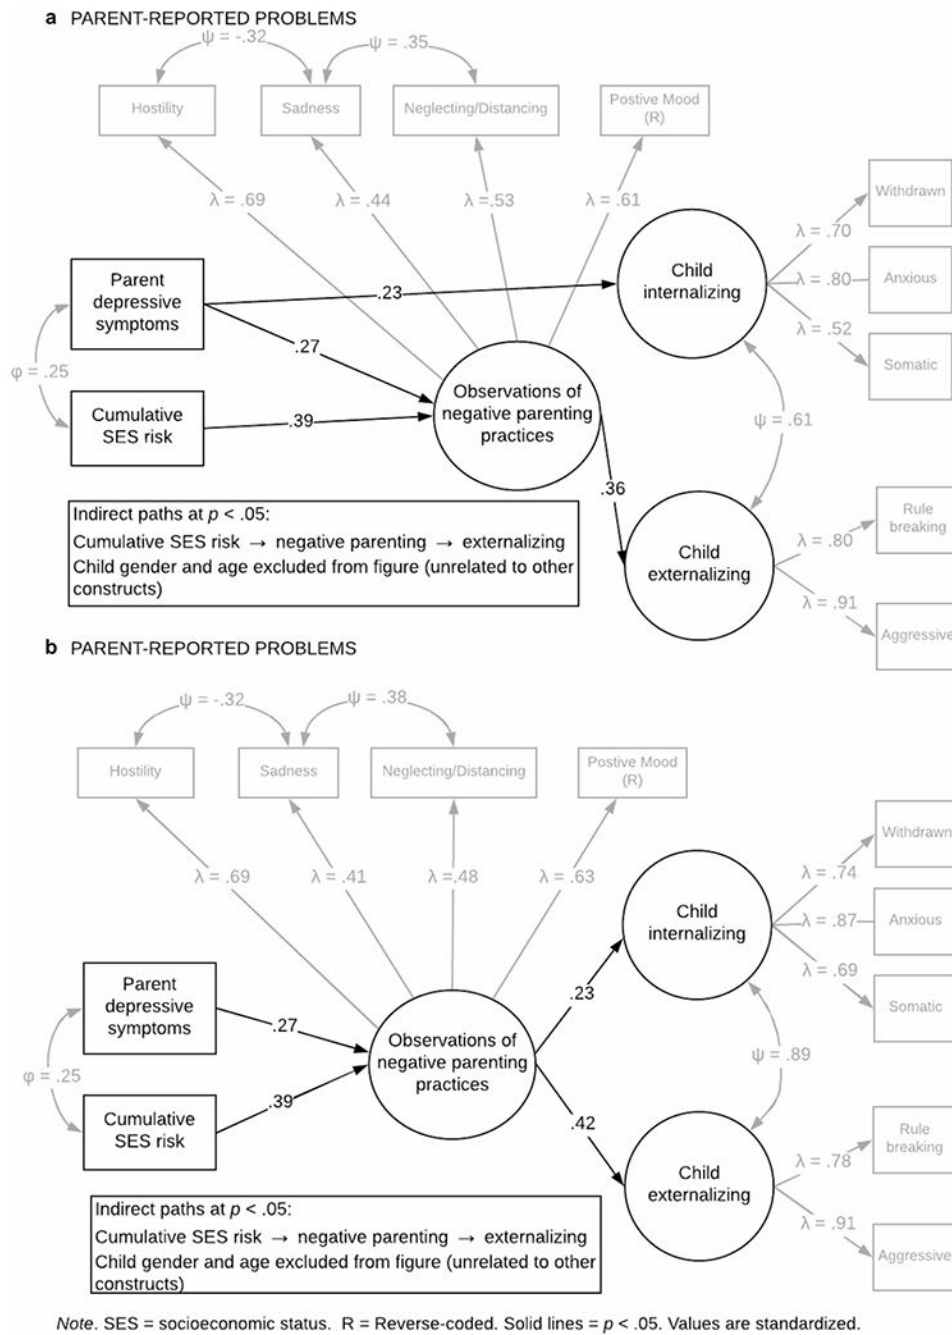 a PARENT-REPORTED PROBLEMS
ψ = -.32
ψ = .35
Hostility
Sadness
Neglecting/Distancing
Postive Mood
(R)
λ = .69
λ = .44
λ =.53
λ = .61
Withdrawn
Anxious
Somatic
λ = .70
λ = .80
λ = .52
Child
internalizing
Parent
depressive
symptoms
.23
.27
φ = .25
Cumulative
SES risk
.39
Observations of
negative parenting
practices
ψ = .61
.36
Child
externalizing
Rule
breaking
λ = .80
λ = .91
Aggressive
Indirect paths at p < .05:
Cumulative SES risk → negative parenting → externalizing
Child gender and age excluded from figure (unrelated to other
constructs)
b PARENT-REPORTED PROBLEMS
ψ = -.32
ψ = .38
Hostility
Sadness
Neglecting/Distancing
Postive Mood
(R)
λ = .69
λ = .41
λ =.48
λ = .63
Withdrawn
Anxious
Somatic
λ = .74
λ = .87
λ = .69
Child
internalizing
Parent
depressive
symptoms
.27
.23
φ = .25
Cumulative
SES risk
.39
Observations of
negative parenting
practices
ψ = .89
.42
Child
externalizing
Rule
breaking
λ = .78
λ = .91
Aggressive
Indirect paths at p < .05:
Cumulative SES risk → negative parenting → externalizing
Child gender and age excluded from figure (unrelated to other
constructs)
Note. SES = socioeconomic status. R = Reverse-coded. Solid lines = p < .05. Values are standardized.